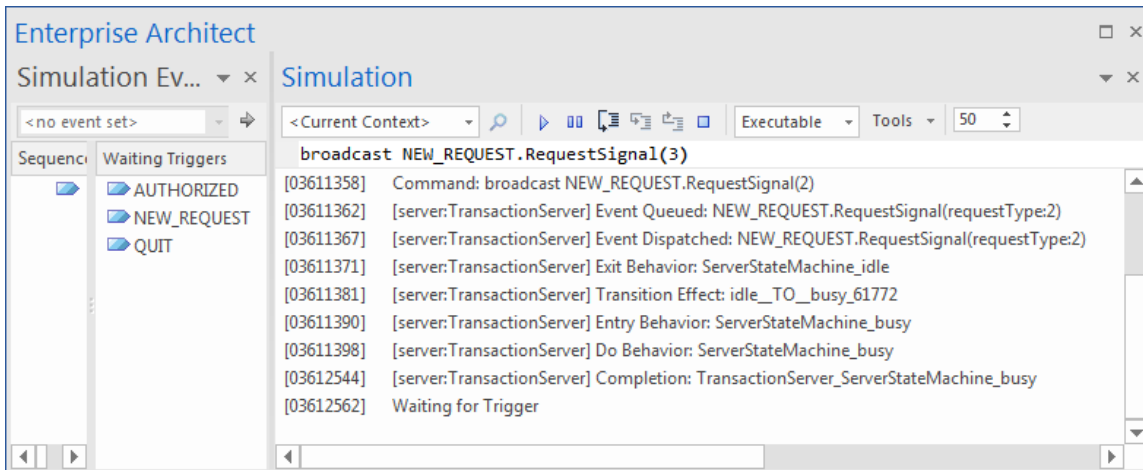 Enterprise Architect
Simulation Ev...
Simulation
<no event set>
<Current Context>
Executable
Tools
50
Sequenc
Waiting Triggers
broadcast NEW_REQUEST.RequestSignal(3)
AUTHORIZED
NEW_REQUEST
QUIT
[03611358] Command: broadcast NEW_REQUEST.RequestSignal(2)
[03611362] [server:TransactionServer] Event Queued: NEW_REQUEST.RequestSignal(requestType:2)
[03611367] [server:TransactionServer] Event Dispatched: NEW_REQUEST.RequestSignal(requestType:2)
[03611371] [server:TransactionServer] Exit Behavior: ServerStateMachine_idle
[03611381] [server:TransactionServer] Transition Effect: idle__TO__busy_61772
[03611390] [server:TransactionServer] Entry Behavior: ServerStateMachine_busy
[03611398] [server:TransactionServer] Do Behavior: ServerStateMachine_busy
[03612544] [server:TransactionServer] Completion: TransactionServer_ServerStateMachine_busy
[03612562] Waiting for Trigger